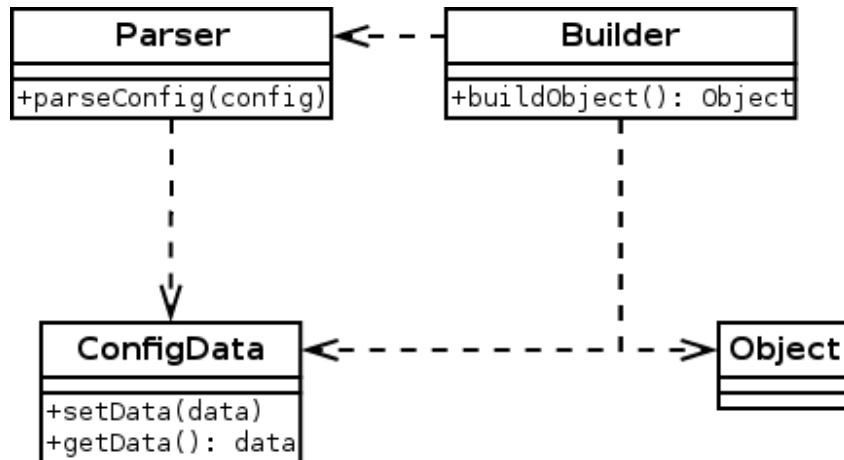 Parser
+parseConfig(config)
Builder
+buildObject(): Object
ConfigData
+setData(data)
+getData(): data
Object